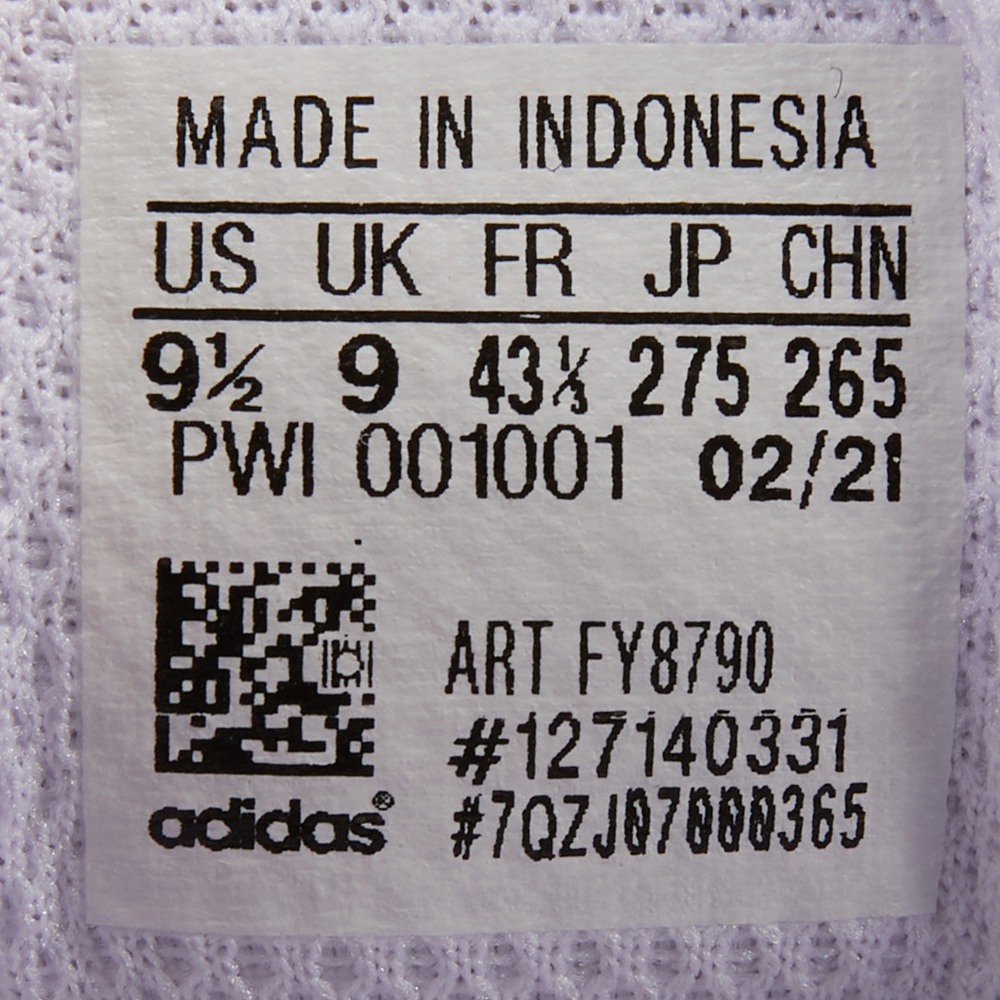 MADE IN INDONESIA
US UK FR JP CHN
9½ 9 43⅓ 275 265
PWI 001001 02/21
ART FY8790
#127140331
#7QZJ07000365
adidas®